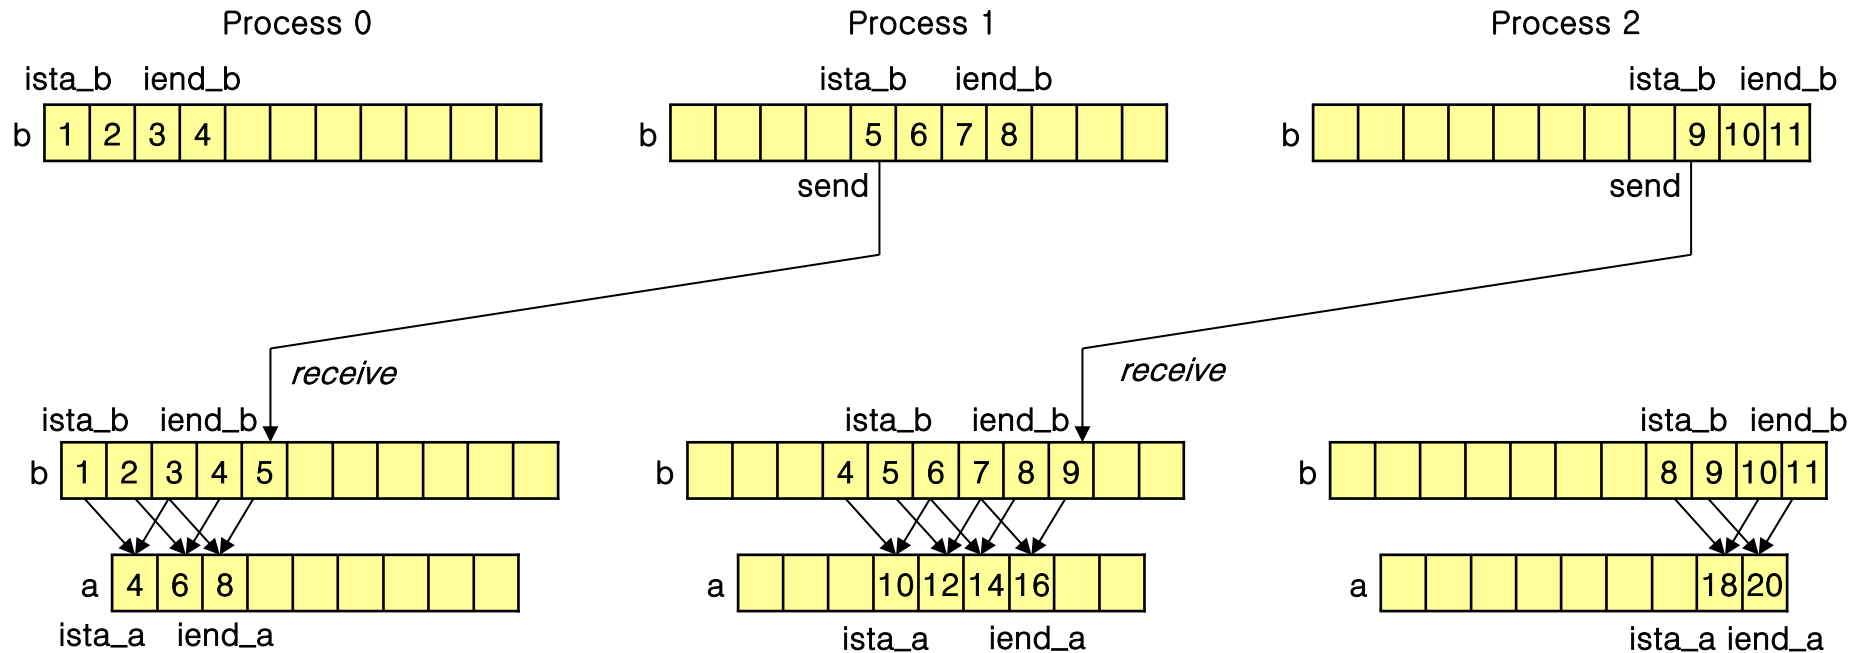 Process 0 Process 1 Process 2
ista_b iend_b ista_b iend_b ista_b iend_b
b 1 2 3 4 b 5 6 7 8 b 9 10 11
send send
receive receive
ista_b iend_b ista_b iend_b ista_b iend_b
b 1 2 3 4 5 b 4 5 6 7 8 9 b 8 9 10 11
a 4 6 8 a 10 12 14 16 a 18 20
ista_a iend_a ista_a iend_a ista_a iend_a